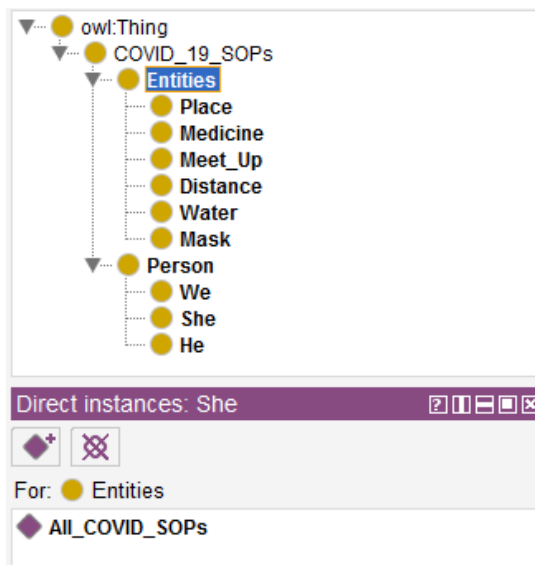 owl:Thing
COVID_19_SOPs
Entities
Place
Medicine
Meet_Up
Distance
Water
Mask
Person
We
She
He
Direct instances: She
For: Entities
All_COVID_SOPs